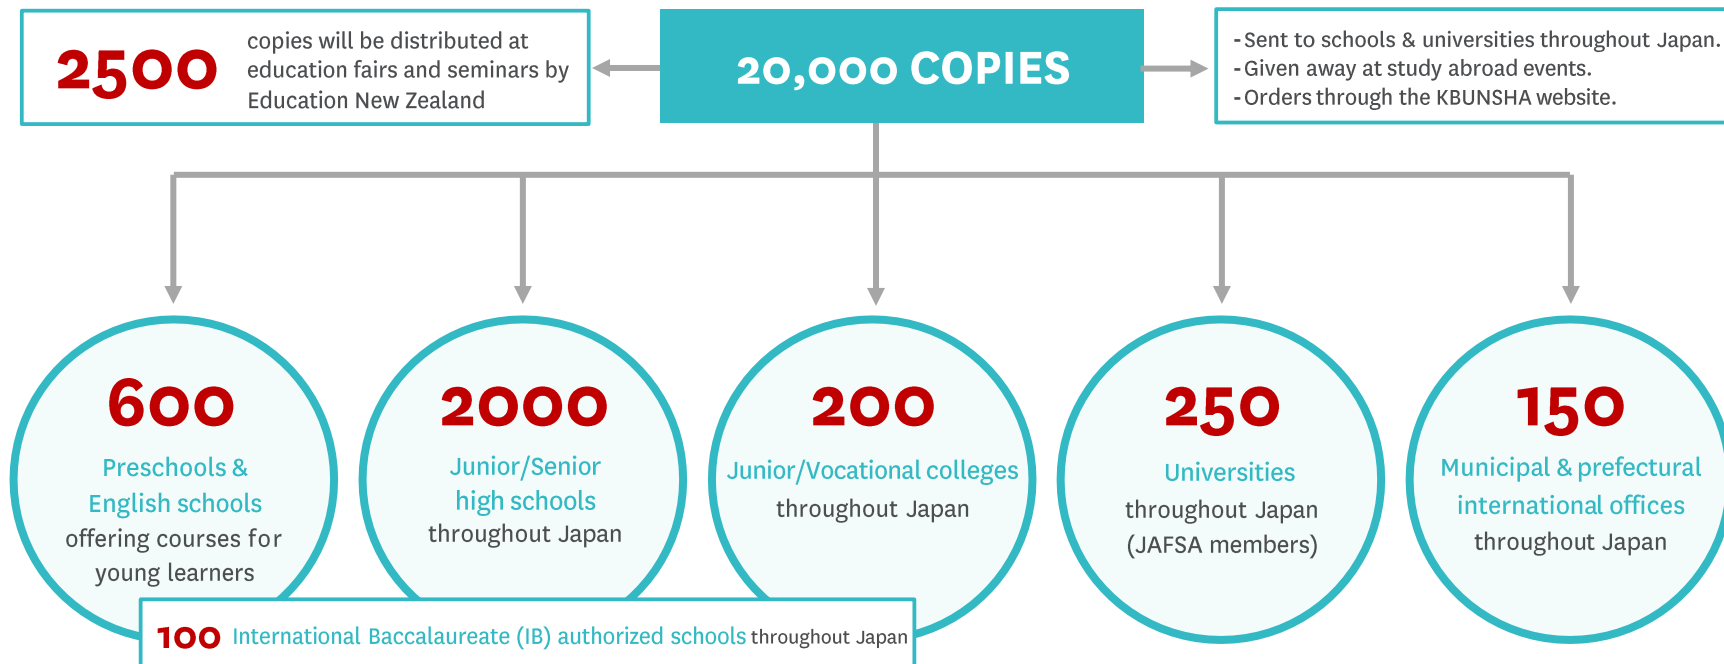 2500
copies will be distributed at
education fairs and seminars by
Education New Zealand
20,000 COPIES
-Sent to schools & universities throughout Japan.
-Given away at study abroad events.
-Orders through the KBUNSHA website.
600
Preschools &
English schools
offering courses for
young learners
2000
Junior/Senior
high schools
throughout Japan
200
Junior/Vocational colleges
throughout Japan
250
Universities
throughout Japan
(JAFSA members)
150
Municipal & prefectural
international offices
throughout Japan
100 International Baccalaureate (IB) authorized schools throughout Japan